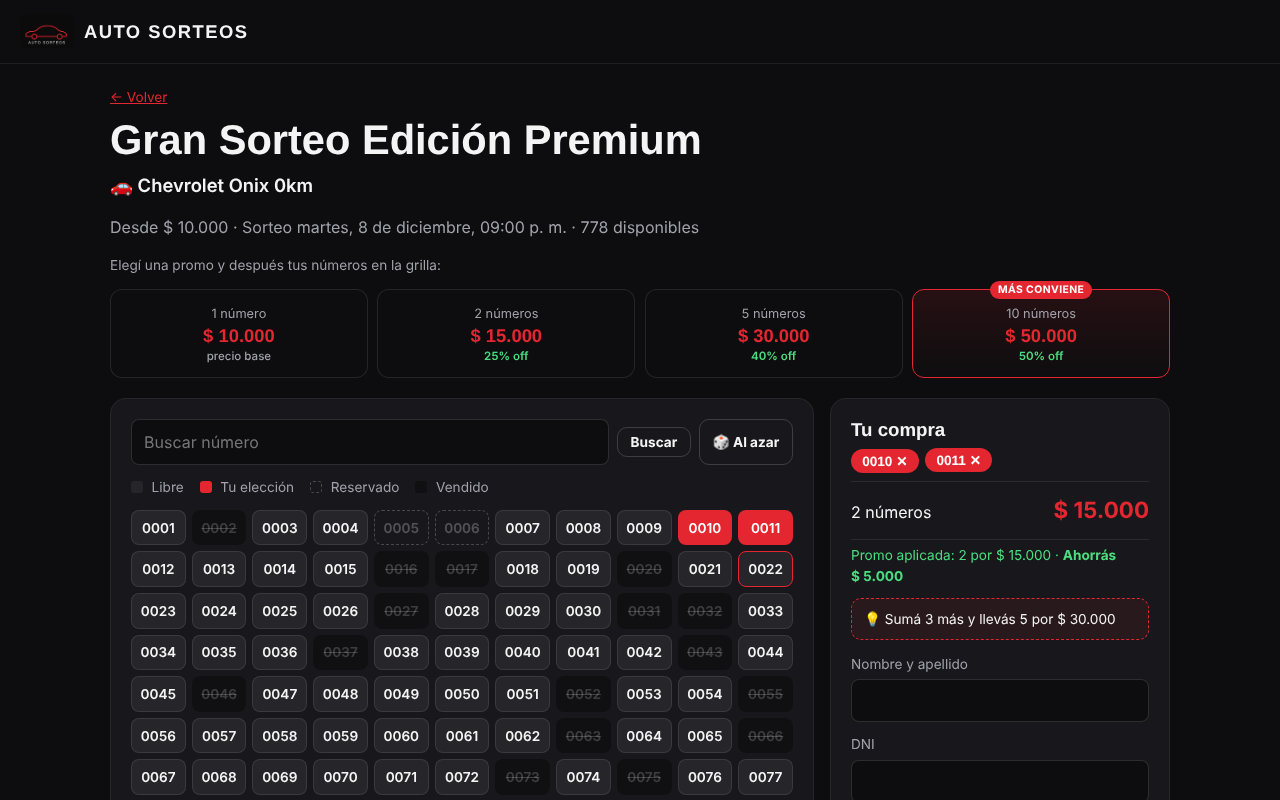 AUTO SORTEOS
AUTO SORTEOS
← Volver
Gran Sorteo Edición Premium
🚗 Chevrolet Onix 0km
Desde $ 10.000 · Sorteo martes, 8 de diciembre, 09:00 p. m. · 778 disponibles
Elegí una promo y después tus números en la grilla:
1 número
$ 10.000
precio base
2 números
$ 15.000
25% off
5 números
$ 30.000
40% off
MÁS CONVIENE
10 números
$ 50.000
50% off
Buscar número
Buscar
🎲 Al azar
Libre Tu elección Reservado Vendido
0001 0002 0003 0004 0005 0006 0007 0008 0009 0010 0011
0012 0013 0014 0015 0016 0017 0018 0019 0020 0021 0022
0023 0024 0025 0026 0027 0028 0029 0030 0031 0032 0033
0034 0035 0036 0037 0038 0039 0040 0041 0042 0043 0044
0045 0046 0047 0048 0049 0050 0051 0052 0053 0054 0055
0056 0057 0058 0059 0060 0061 0062 0063 0064 0065 0066
0067 0068 0069 0070 0071 0072 0073 0074 0075 0076 0077
Tu compra
0010 ✕ 0011 ✕
2 números $ 15.000
Promo aplicada: 2 por $ 15.000 · Ahorrás
$ 5.000
💡 Sumá 3 más y llevás 5 por $ 30.000
Nombre y apellido
DNI